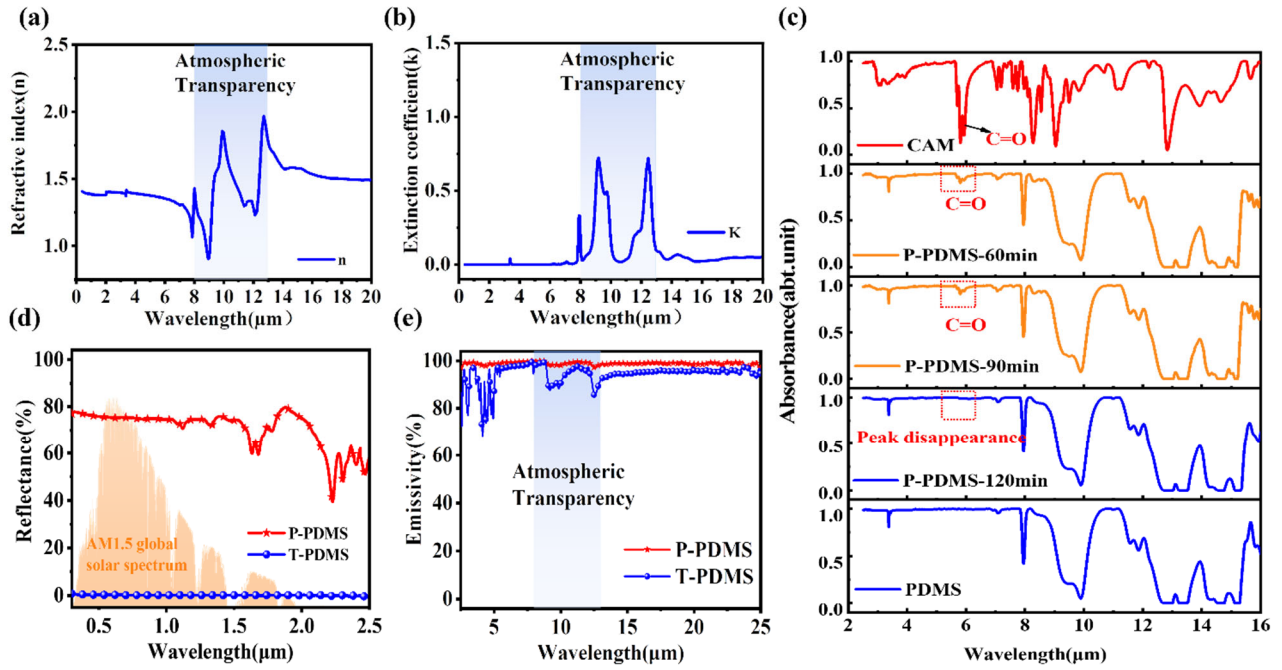 (a)
Refractive index(n)
2.5
2.0
1.5
1.0
Atmospheric
Transparency
n
0 2 4 6 8 10 12 14 16 18 20
Wavelength(μm)
(b)
Extinction coefficient(k)
1.5
1.0
0.5
0.0
Atmospheric
Transparency
K
0 2 4 6 8 10 12 14 16 18 20
Wavelength(μm)
(c)
Absorbance(abt.unit)
1.0
0.5
0.0
C=O
CAM
1.0
0.5
0.0
C=O
P-PDMS-60min
1.0
0.5
0.0
C=O
P-PDMS-90min
1.0
0.5
0.0
Peak disappearance
P-PDMS-120min
1.0
0.5
0.0
PDMS
2 4 6 8 10 12 14 16
Wavelength(μm)
(d)
Reflectance(%)
100
80
60
40
20
0
P-PDMS
T-PDMS
AM1.5 global
solar spectrum
0.5 1.0 1.5 2.0 2.5
Wavelength(μm)
(e)
Emissivity(%)
100
80
60
40
20
0
Atmospheric
Transparency
P-PDMS
T-PDMS
5 10 15 20 25
Wavelength(μm)